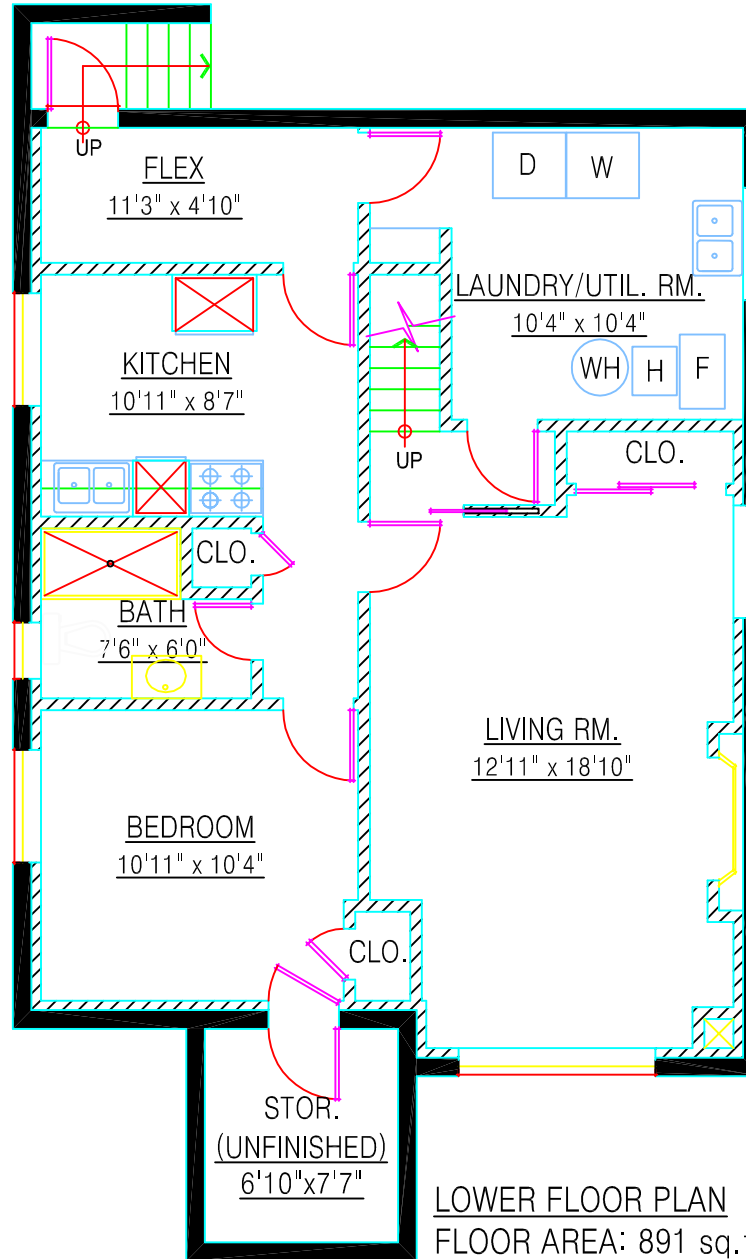 UP
FLEX
11'3" x 4'10"
D
W
LAUNDRY/UTIL. RM.
10'4" x 10'4"
WH
H
F
KITCHEN
10'11" x 8'7"
UP
CLO.
CLO.
BATH
7'6" x 6'0"
LIVING RM.
12'11" x 18'10"
BEDROOM
10'11" x 10'4"
CLO.
STOR.
(UNFINISHED)
6'10"x7'7"
LOWER FLOOR PLAN
FLOOR AREA: 891 sq.